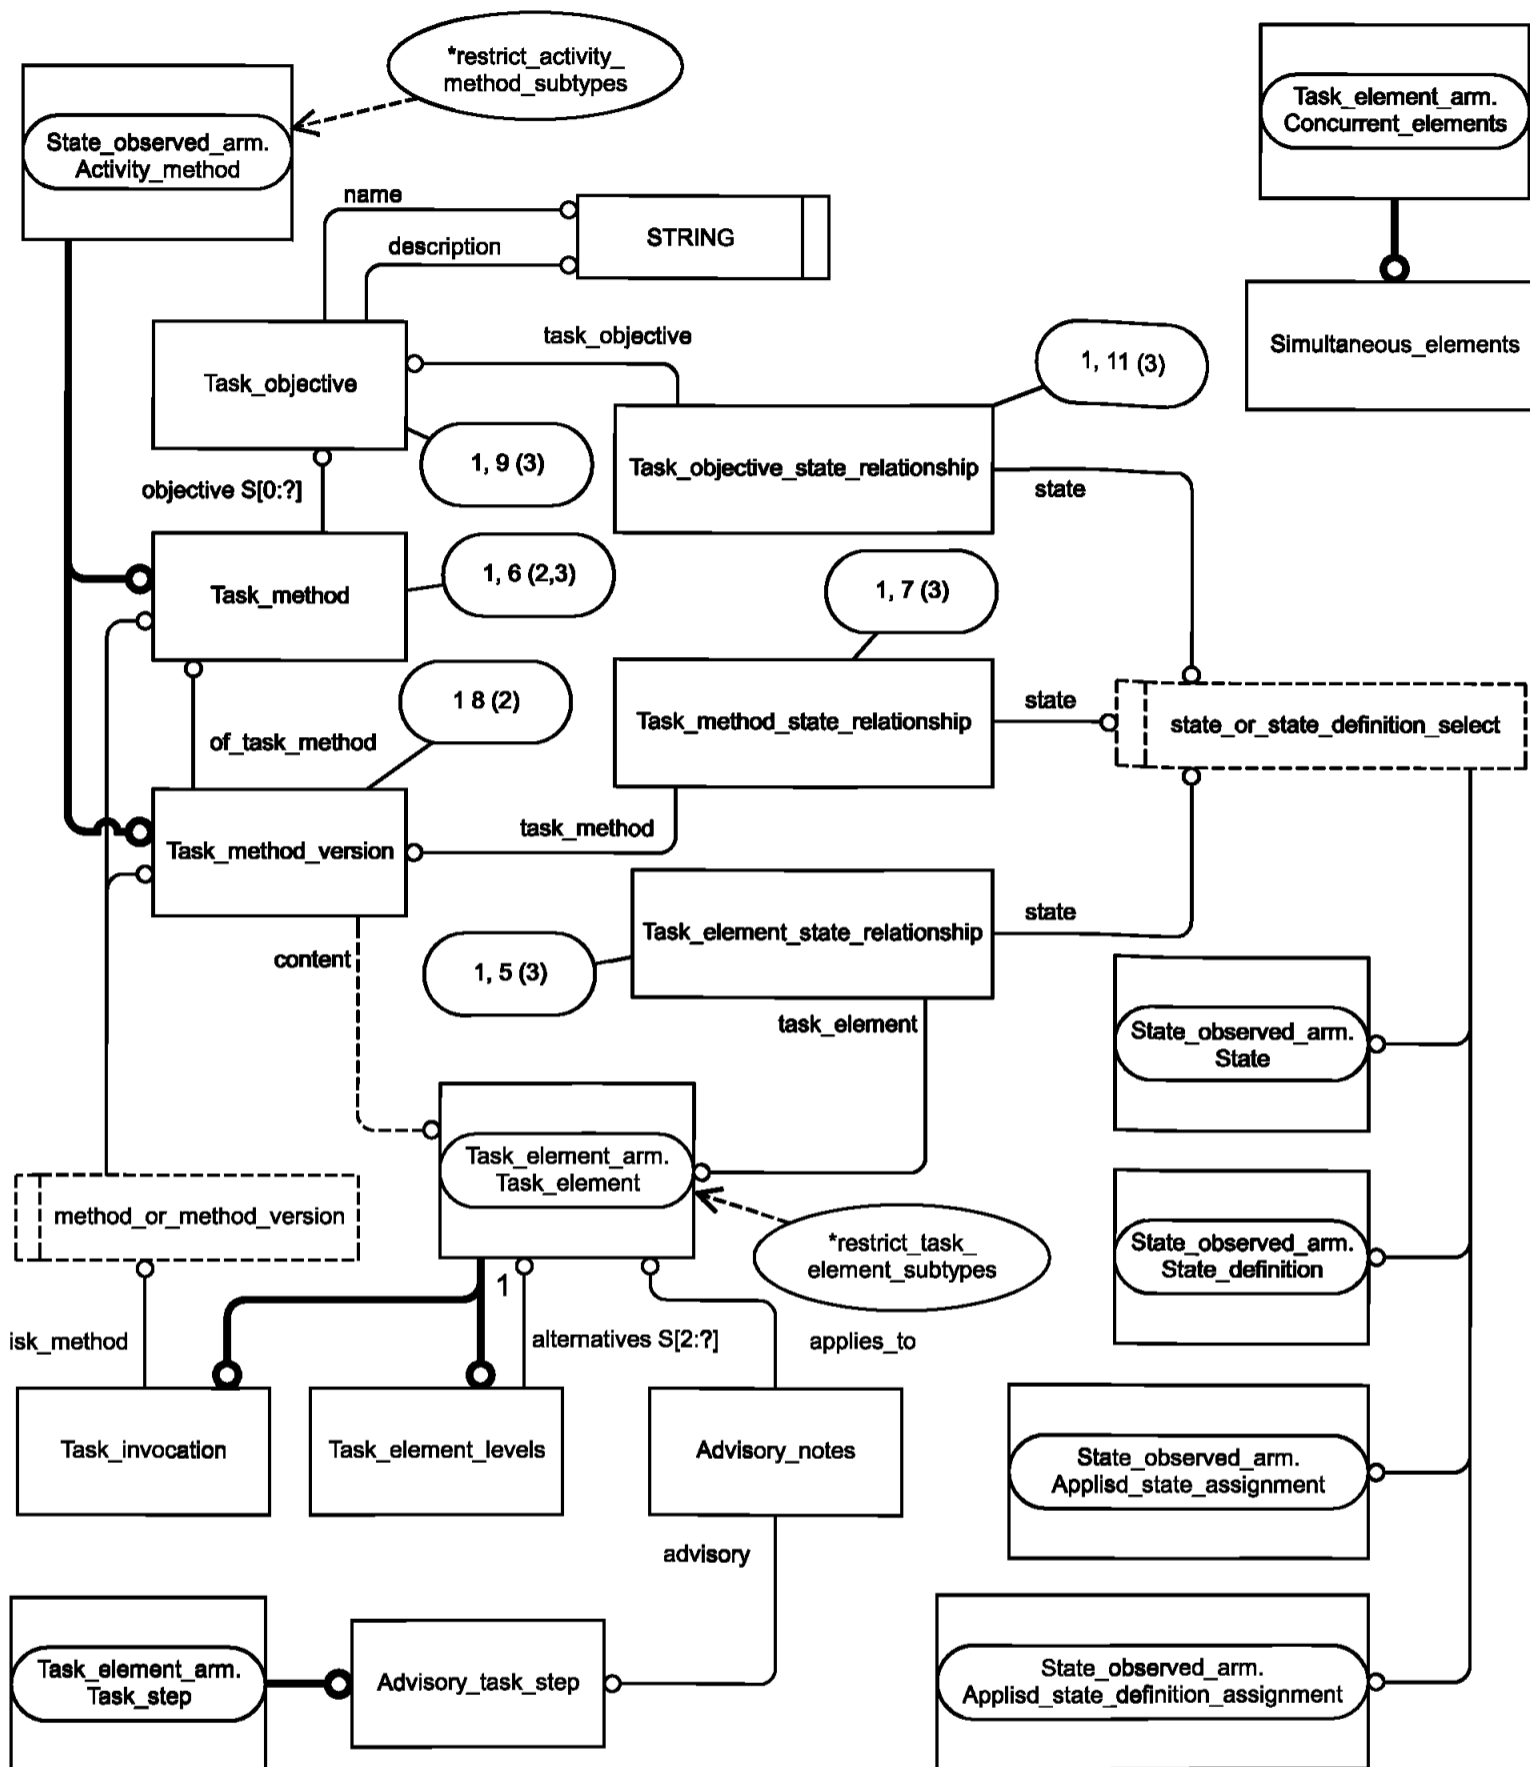 *restrict_activity_
method_subtypes
Task_element_arm.
Concurrent_elements
State_observed_arm.
Activity_method
name
STRING
description
task_objective
1, 11 (3)
Simultaneous_elements
Task_objective
1, 9 (3)
Task_objective_state_relationship
state
objective S[0:?]
1, 6 (2,3)
Task_method
1, 7 (3)
1 8 (2)
of_task_method
Task_method_state_relationship
state
state_or_state_definition_select
task_method
Task_method_version
Task_element_state_relationship
state
content
1, 5 (3)
task_element
State_observed_arm.
State
Task_element_arm.
Task_element
method_or_method_version
*restrict_task_
element_subtypes
State_observed_arm.
State_definition
1
isk_method
alternatives S[2:?]
applies_to
Task_invocation
Task_element_levels
Advisory_notes
State_observed_arm.
Applisd_state_assignment
advisory
Task_element_arm.
Task_step
Advisory_task_step
State_observed_arm.
Applisd_state_definition_assignment